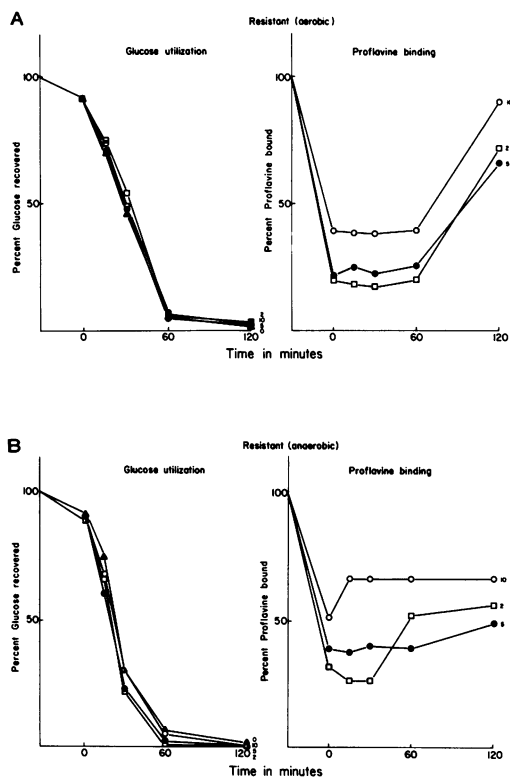 A
Resistant (aerobic)
Glucose utilization
Proflavine binding
Percent Glucose recovered
100
50
0
60
120
Percent Proflavine bound
100
50
10
2
5
0
60
120
Time in minutes
B
Resistant (anaerobic)
Glucose utilization
Proflavine binding
Percent Glucose recovered
100
50
0
60
120
Percent Proflavine bound
100
50
10
2
5
0
60
120
Time in minutes